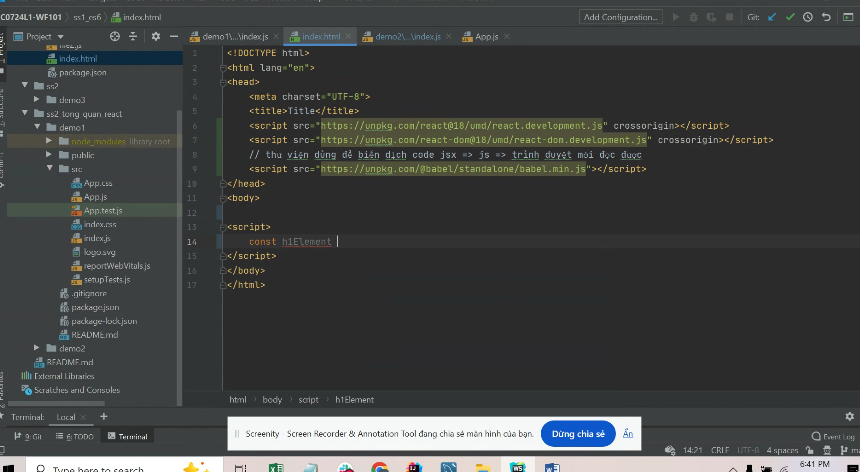 C0724L1-WF101 > ss1_es6 > index.html
Add Configuration...
Git:
Project
demo1\...\index.js
index.html
demo2\...\index.js
App.js
index.html
package.json
ss2
demo3
ss2_tong_quan_react
demo1
node_modules library root
public
src
App.css
App.js
App.test.js
index.css
index.js
logo.svg
reportWebVitals.js
setupTests.js
.gitignore
package.json
package-lock.json
README.md
demo2
README.md
External Libraries
Scratches and Consoles
1 <!DOCTYPE html>
2 <html lang="en">
3 <head>
4 <meta charset="UTF-8">
5 <title>Title</title>
6 <script src="https://unpkg.com/react@18/umd/react.development.js" crossorigin></script>
7 <script src="https://unpkg.com/react-dom@18/umd/react-dom.development.js" crossorigin></script>
8 // thư viện dùng để biên dịch code jsx => js => trình duyệt mới đọc được
9 <script src="https://unpkg.com/@babel/standalone/babel.min.js"></script>
10 </head>
11 <body>
12
13 <script>
14 const h1Element
15 </script>
16 </body>
17 </html>
html > body > script > h1Element
Terminal: Local × +
Screenity - Screen Recorder & Annotation Tool đang chia sẻ màn hình của bạn.
Dừng chia sẻ
Ẩn
9: Git
6: TODO
Terminal
Event Log
14:21 CRLF UTF-8 4 spaces
Type here to search
6:41 PM